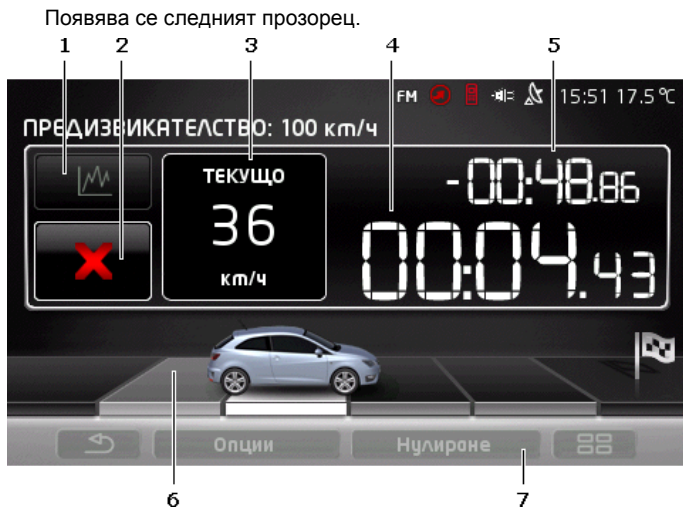 Появява се следният прозорец.
1 2 3 4 5
FM 15:51 17.5°C
ПРЕДИЗВИКАТЕЛСТВО: 100 km/ч
ТЕКУЩО
36
km/ч
-00:48.86
00:04.43
Опции Нулиране
6 7